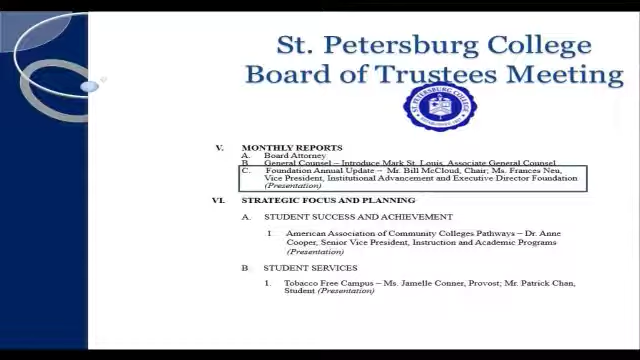 St. Petersburg College
Board of Trustees Meeting
ST. PETERSBURG COLLEGE
V. MONTHLY REPORTS
A. Board Attorney
B. General Counsel – Introduce Mark St. Louis, Associate General Counsel
C. Foundation Annual Update – Mr. Bill McCloud, Chair; Ms. Frances Neu,
Vice President, Institutional Advancement and Executive Director Foundation
(Presentation)
VI. STRATEGIC FOCUS AND PLANNING
A. STUDENT SUCCESS AND ACHIEVEMENT
1. American Association of Community Colleges Pathways – Dr. Anne
Cooper, Senior Vice President, Instruction and Academic Programs
(Presentation)
B STUDENT SERVICES
1. Tobacco Free Campus – Ms. Jamelle Conner, Provost; Mr. Patrick Chan,
Student (Presentation)